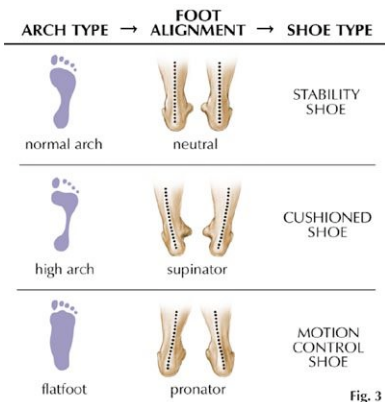 ARCH TYPE → FOOT ALIGNMENT → SHOE TYPE
normal arch neutral STABILITY SHOE
high arch supinator CUSHIONED SHOE
flatfoot pronator MOTION CONTROL SHOE
Fig. 3